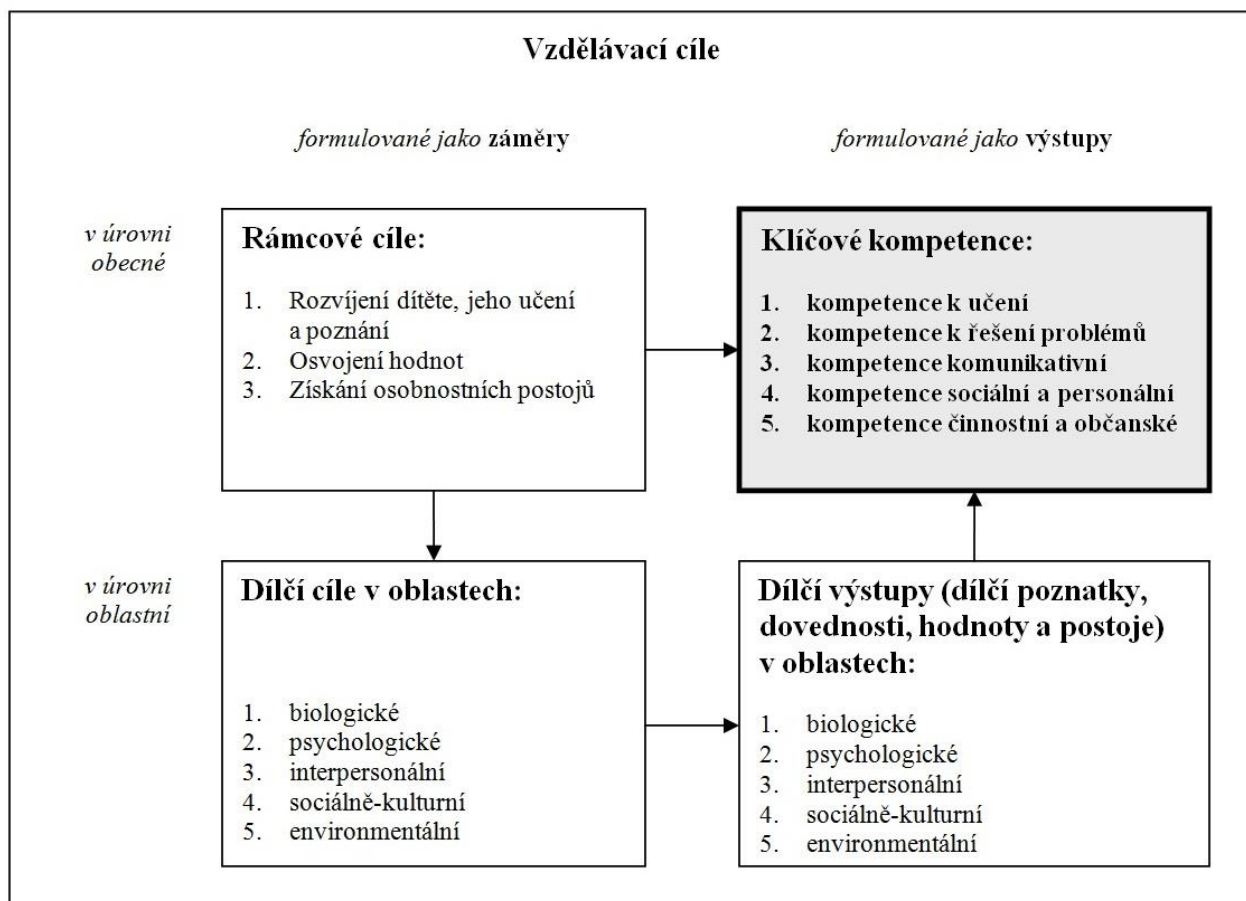 Vzdělávací cíle
formulované jako záměry
formulované jako výstupy
v úrovni
obecné
Rámcové cíle:
1. Rozvíjení dítěte, jeho učení
a poznání
2. Osvojení hodnot
3. Získání osobnostních postojů
Klíčové kompetence:
1. kompetence k učení
2. kompetence k řešení problémů
3. kompetence komunikativní
4. kompetence sociální a personální
5. kompetence činnostní a občanské
v úrovni
oblastní
Dílčí cíle v oblastech:
1. biologické
2. psychologické
3. interpersonální
4. sociálně-kulturní
5. environmentální
Dílčí výstupy (dílčí poznatky,
dovednosti, hodnoty a postoje)
v oblastech:
1. biologické
2. psychologické
3. interpersonální
4. sociálně-kulturní
5. environmentální